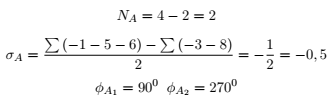 N_A = 4 − 2 = 2
σ_A = (∑(−1 − 5 − 6) − ∑(−3 − 8)) / 2 = −1/2 = −0,5
ϕ_{A_1} = 90^0 ϕ_{A_2} = 270^0